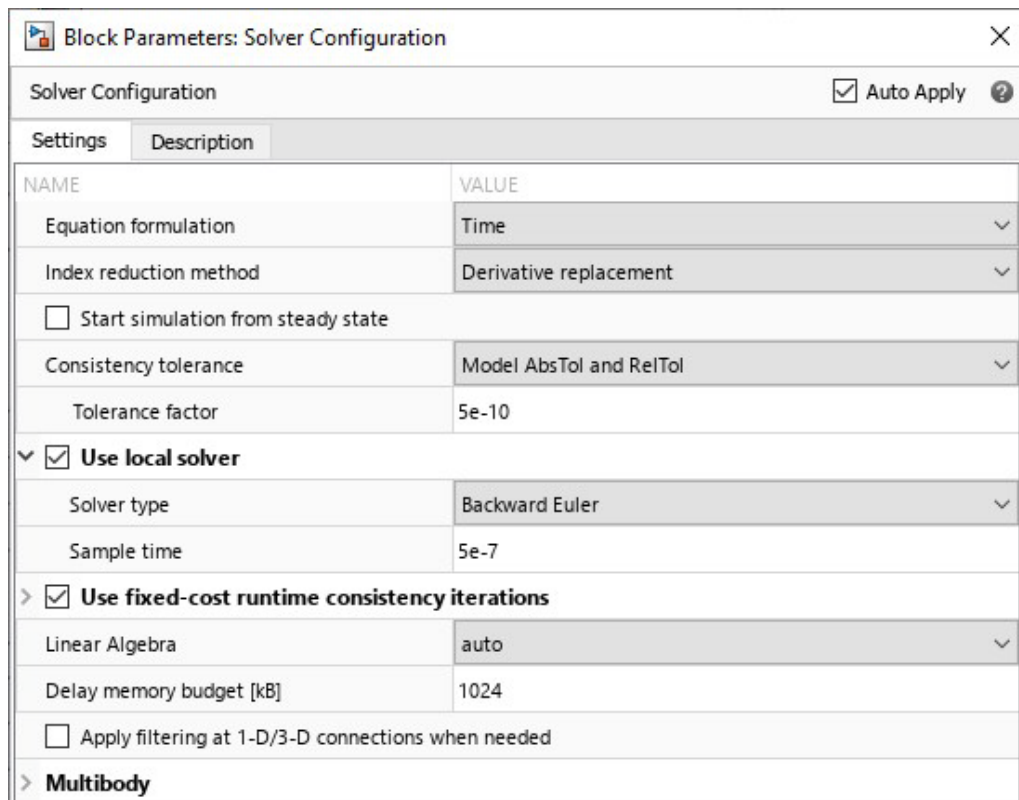 Block Parameters: Solver Configuration
Solver Configuration Auto Apply
Settings Description
NAME VALUE
Equation formulation Time
Index reduction method Derivative replacement
Start simulation from steady state
Consistency tolerance Model AbsTol and RelTol
Tolerance factor 5e-10
Use local solver
Solver type Backward Euler
Sample time 5e-7
Use fixed-cost runtime consistency iterations
Linear Algebra auto
Delay memory budget [kB] 1024
Apply filtering at 1-D/3-D connections when needed
Multibody